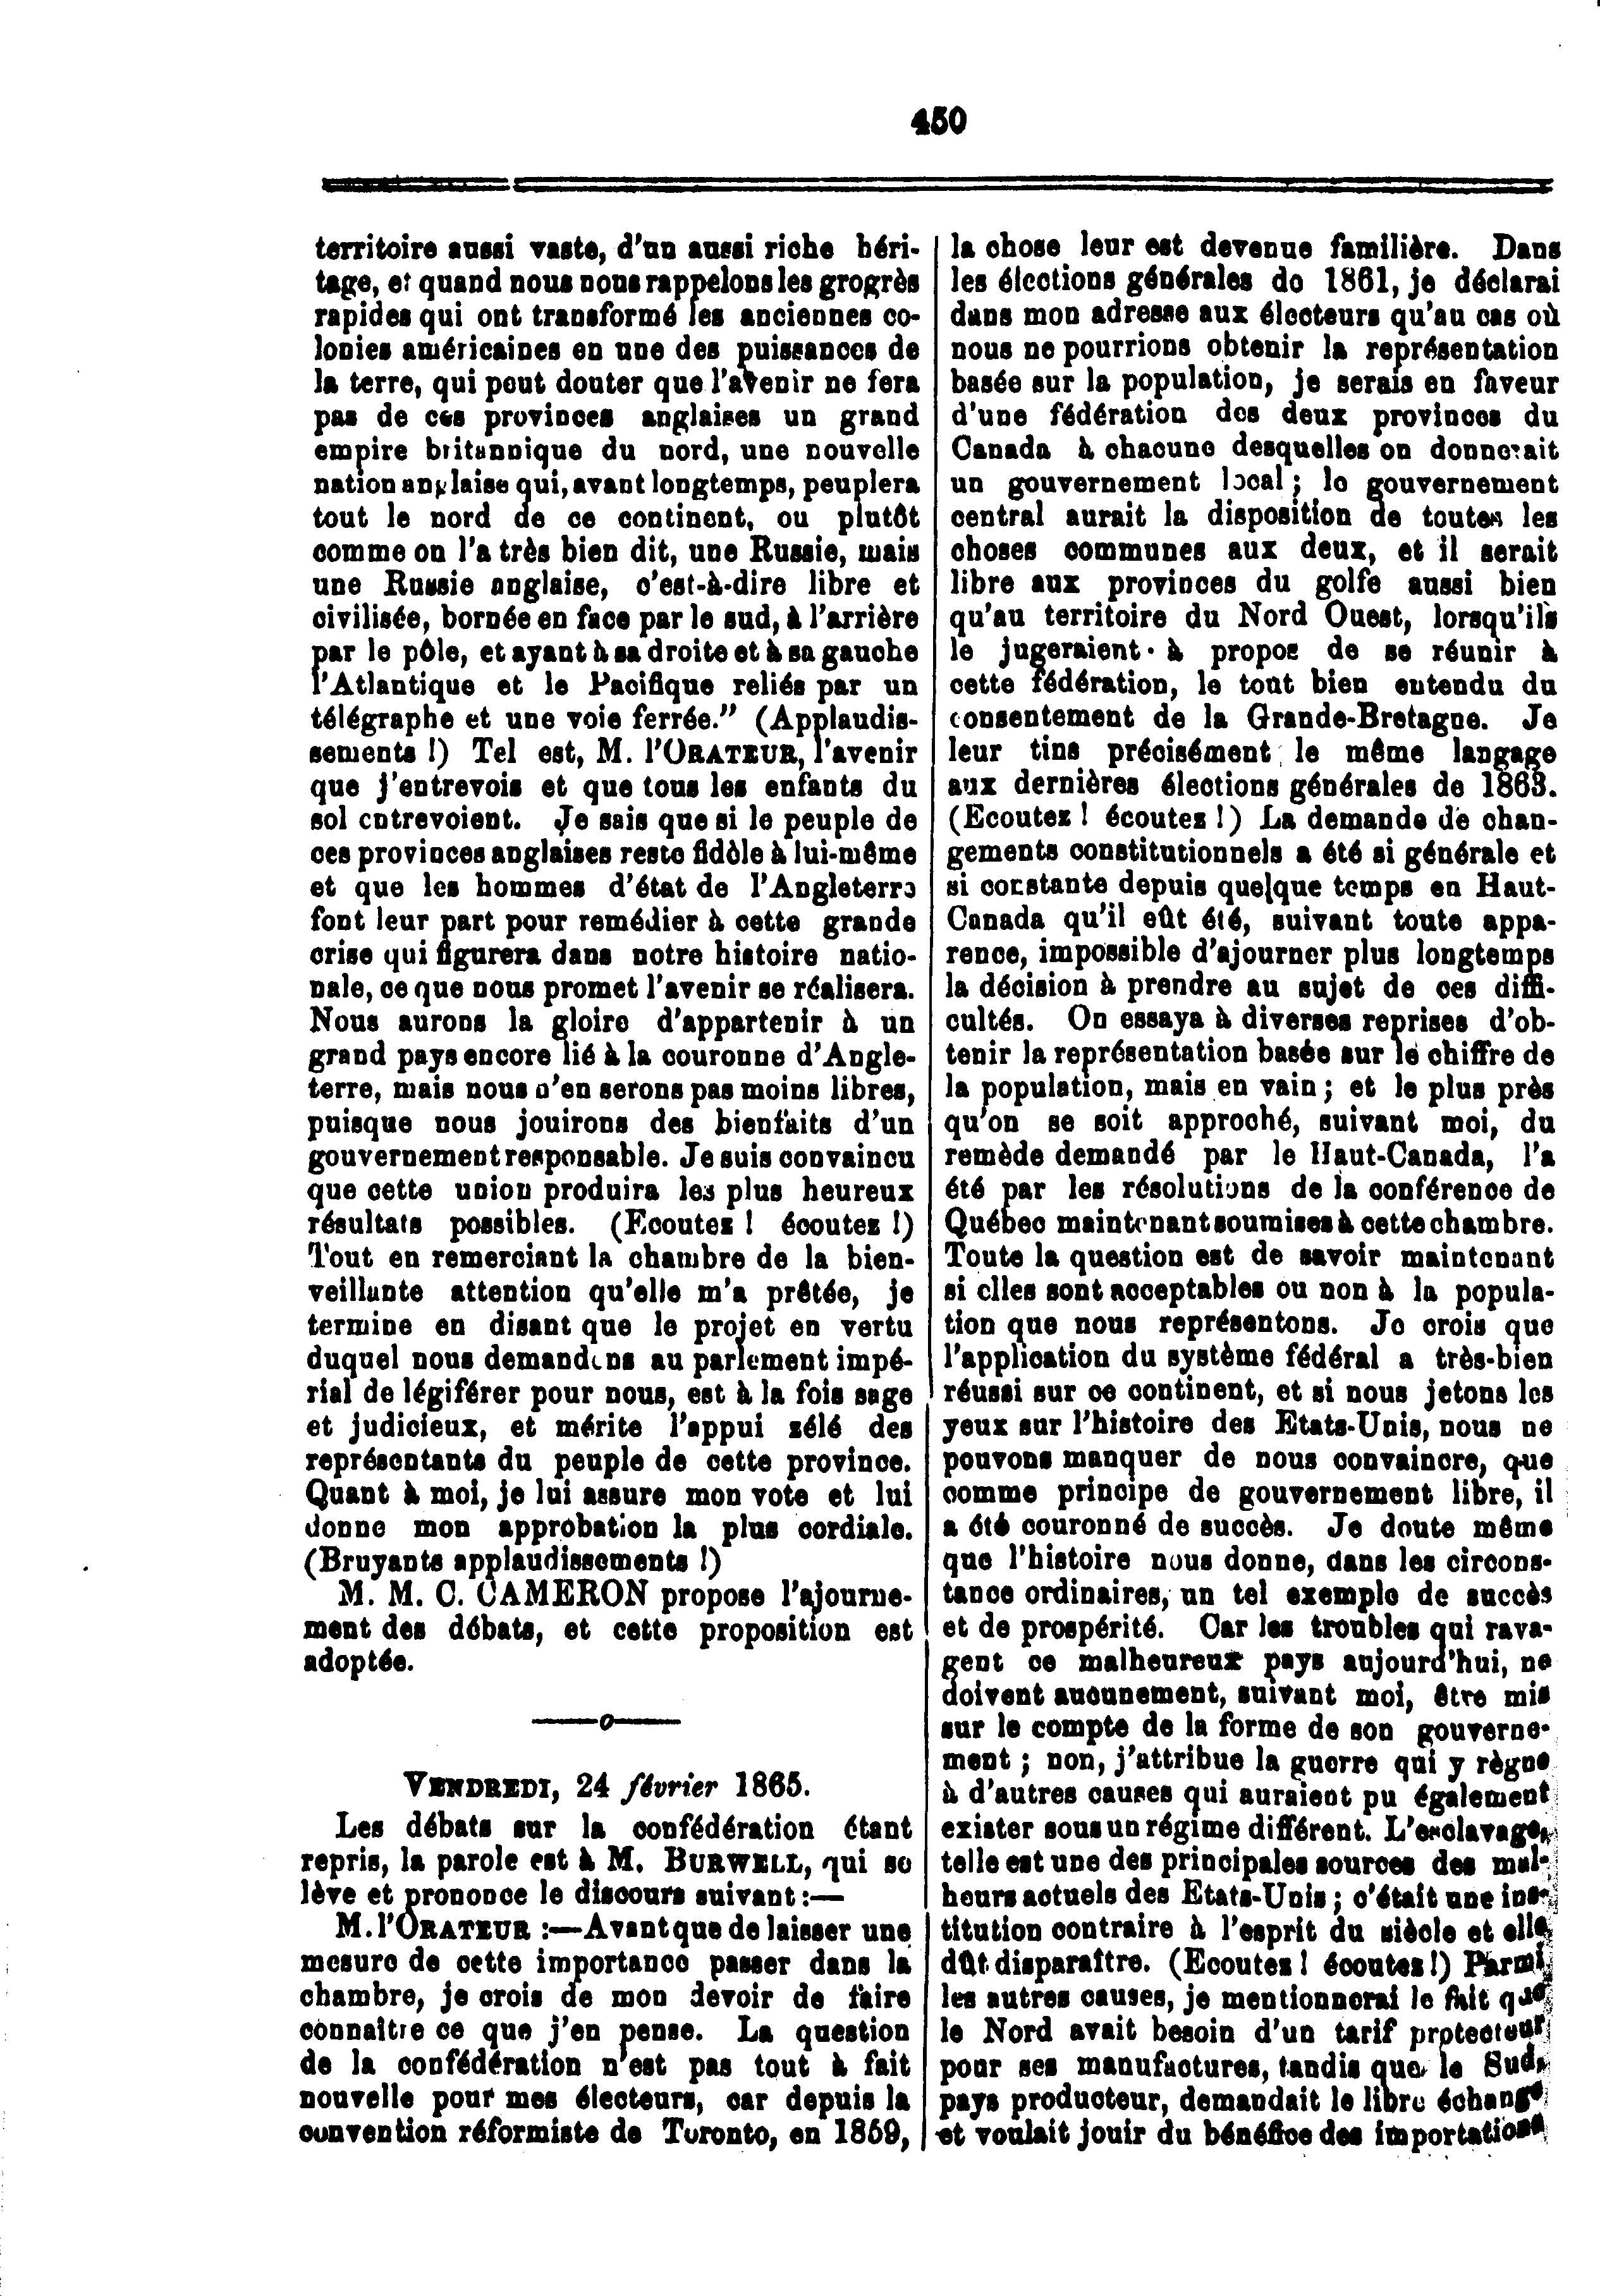 450
territoire aussi vaste, d'un aussi riche héri-
tage, et quand nous nous rappelons les grogrès
rapides qui ont transformé les anciennes co-
lonies américaines en une des puissances de
la terre, qui peut douter que l'avenir ne fera
pas de ces provinces anglaises un grand
empire britannique du nord, une nouvelle
nation anglaise qui, avant longtemps, peuplera
tout le nord de ce continent, ou plutôt
comme on l'a très bien dit, une Russie, mais
une Russie anglaise, c'est-à-dire libre et
civilisée, bornée en face par le sud, à l'arrière
par le pôle, et ayant à sa droite et à sa gauche
l'Atlantique et le Pacifique reliés par un
télégraphe et une voie ferrée." (Applaudis-
sements !) Tel est, M. l'ORATEUR, l'avenir
que j'entrevois et que tous les enfants du
sol entrevoient. Je sais que si le peuple de
ces provinces anglaises reste fidèle à lui-même
et que les hommes d'état de l'Angleterre
font leur part pour remédier à cette grande
crise qui figurera dans notre histoire natio-
nale, ce que nous promet l'avenir se réalisera.
Nous aurons la gloire d'appartenir à un
grand pays encore lié à la couronne d'Angle-
terre, mais nous n'en serons pas moins libres,
puisque nous jouirons des bienfaits d'un
gouvernement responsable. Je suis convaincu
que cette union produira les plus heureux
résultats possibles. (Ecoutez ! écoutez !)
Tout en remerciant la chambre de la bien-
veillante attention qu'elle m'a prêtée, je
termine en disant que le projet en vertu
duquel nous demandons au parlement impé-
rial de légiférer pour nous, est à la fois sage
et judicieux, et mérite l'appui zélé des
représentants du peuple de cette province.
Quant à moi, je lui assure mon vote et lui
donne mon approbation la plus cordiale.
(Bruyants applaudissements !)
M. M. C. CAMERON propose l'ajourne-
ment des débats, et cette proposition est
adoptée.
VENDREDI, 24 février 1865.
Les débats sur la confédération étant
repris, la parole est à M. BURWELL, qui se
lève et prononce le discours suivant :—
M. l'ORATEUR :—Avant que de laisser une
mesure de cette importance passer dans la
chambre, je crois de mon devoir de faire
connaître ce que j'en pense. La question
de la confédération n'est pas tout à fait
nouvelle pour mes électeurs, car depuis la
convention réformiste de Toronto, en 1859,
la chose leur est devenue familière. Dans
les élections générales de 1861, je déclarai
dans mon adresse aux électeurs qu'au cas où
nous ne pourrions obtenir la représentation
basée sur la population, je serais en faveur
d'une fédération des deux provinces du
Canada à chacune desquelles on donnerait
un gouvernement local ; le gouvernement
central aurait la disposition de toutes les
choses communes aux deux, et il serait
libre aux provinces du golfe aussi bien
qu'au territoire du Nord Ouest, lorsqu'ils
le jugeraient à propos de se réunir à
cette fédération, le tout bien entendu du
consentement de la Grande-Bretagne. Je
leur tins précisément le même langage
aux dernières élections générales de 1863.
(Ecoutez ! écoutez !) La demande de chan-
gements constitutionnels a été si générale et
si constante depuis quelque temps en Haut-
Canada qu'il eût été, suivant toute appa-
rence, impossible d'ajourner plus longtemps
la décision à prendre au sujet de ces diffi-
cultés. On essaya à diverses reprises d'ob-
tenir la représentation basée sur le chiffre de
la population, mais en vain ; et le plus près
qu'on se soit approché, suivant moi, du
remède demandé par le Haut-Canada, l'a
été par les résolutions de la conférence de
Québec maintenant soumises à cette chambre.
Toute la question est de savoir maintenant
si elles sont acceptables ou non à la popula-
tion que nous représentons. Je crois que
l'application du système fédéral a très-bien
réussi sur ce continent, et si nous jetons les
yeux sur l'histoire des Etats-Unis, nous ne
pouvons manquer de nous convaincre, que
comme principe de gouvernement libre, il
a été couronné de succès. Je doute même
que l'histoire nous donne, dans les circons-
tance ordinaires, un tel exemple de succès
et de prospérité. Car les troubles qui rava-
gent ce malheureux pays aujourd'hui, ne
doivent aucunement, suivant moi, être mis
sur le compte de la forme de son gouverne-
ment ; non, j'attribue la guerre qui y règne
à d'autres causes qui auraient pu également
exister sous un régime différent. L'esclavage,
telle est une des principales sources des mal-
heurs actuels des Etats-Unis ; c'était une ins-
titution contraire à l'esprit du siècle et elle
dût disparaître. (Ecoutez ! écoutez !) Parmi
les autres causes, je mentionnerai le fait que
le Nord avait besoin d'un tarif protecteur
pour ses manufactures, tandis que le Sud,
pays producteur, demandait le libre échange
et voulait jouir du bénéfice des importations